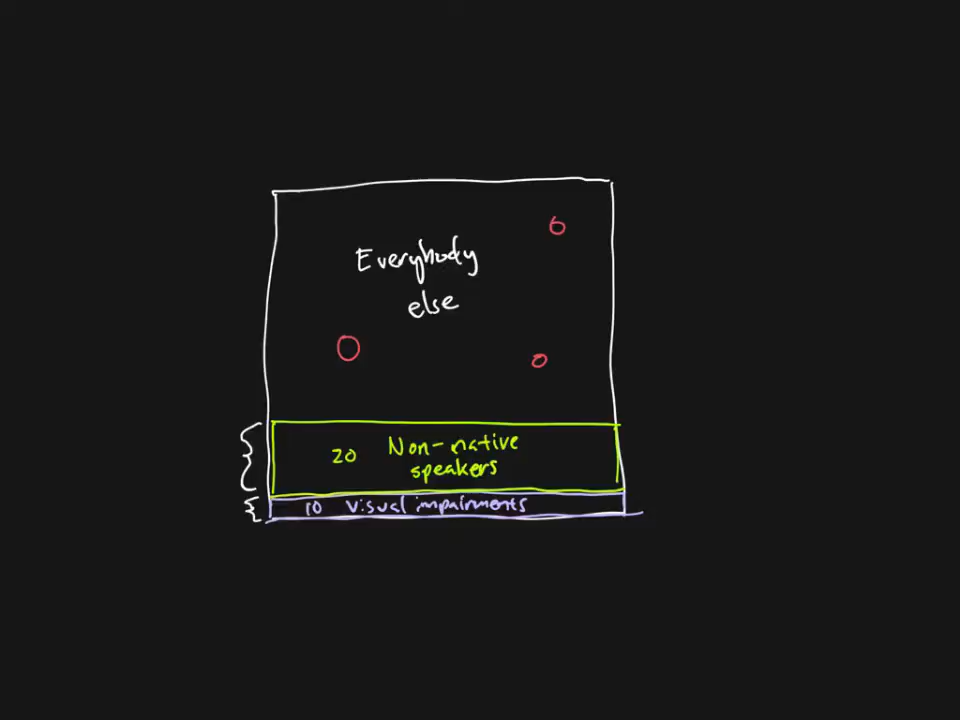 Everybody
else
20 Non-native
speakers
10 visual impairments